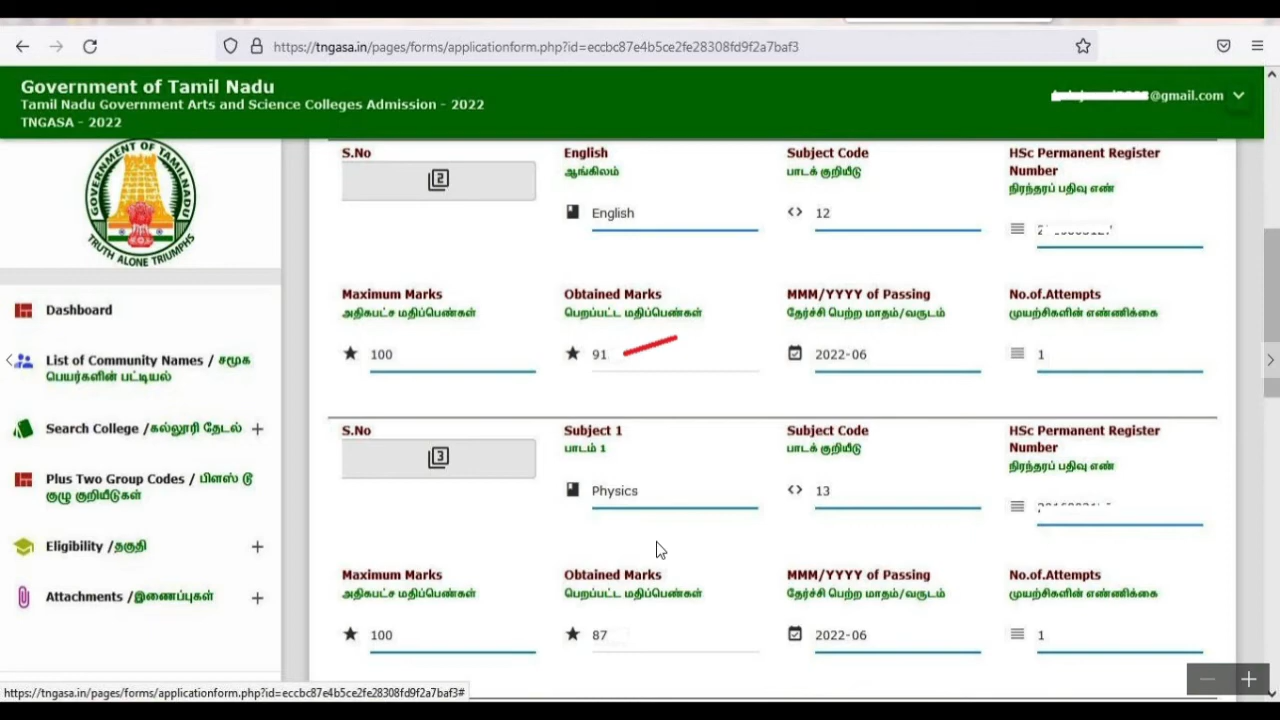 https://tngasa.in/pages/forms/applicationform.php?id=eccbc87e4b5ce2fe28308fd9f2a7baf3
Government of Tamil Nadu
Tamil Nadu Government Arts and Science Colleges Admission - 2022
TNGASA - 2022
@gmail.com
GOVERNMENT OF TAMILNADU
TRUTH ALONE TRIUMPHS
Dashboard
List of Community Names / சமூக
பெயர்களின் பட்டியல்
Search College /கல்லூரி தேடல் +
Plus Two Group Codes / பிளஸ் டூ
குழு குறியீடுகள்
Eligibility /தகுதி +
Attachments /இணைப்புகள் +
S.No
2
English
ஆங்கிலம்
English
Subject Code
பாடக் குறியீடு
12
HSc Permanent Register
Number
நிரந்தரப் பதிவு எண்
Maximum Marks
அதிகபட்ச மதிப்பெண்கள்
100
Obtained Marks
பெறப்பட்ட மதிப்பெண்கள்
91
MMM/YYYY of Passing
தேர்ச்சி பெற்ற மாதம்/வருடம்
2022-06
No.of.Attempts
முயற்சிகளின் எண்ணிக்கை
1
S.No
3
Subject 1
பாடம் 1
Physics
Subject Code
பாடக் குறியீடு
13
HSc Permanent Register
Number
நிரந்தரப் பதிவு எண்
Maximum Marks
அதிகபட்ச மதிப்பெண்கள்
100
Obtained Marks
பெறப்பட்ட மதிப்பெண்கள்
87
MMM/YYYY of Passing
தேர்ச்சி பெற்ற மாதம்/வருடம்
2022-06
No.of.Attempts
முயற்சிகளின் எண்ணிக்கை
1
https://tngasa.in/pages/forms/applicationform.php?id=eccbc87e4b5ce2fe28308fd9f2a7baf3#